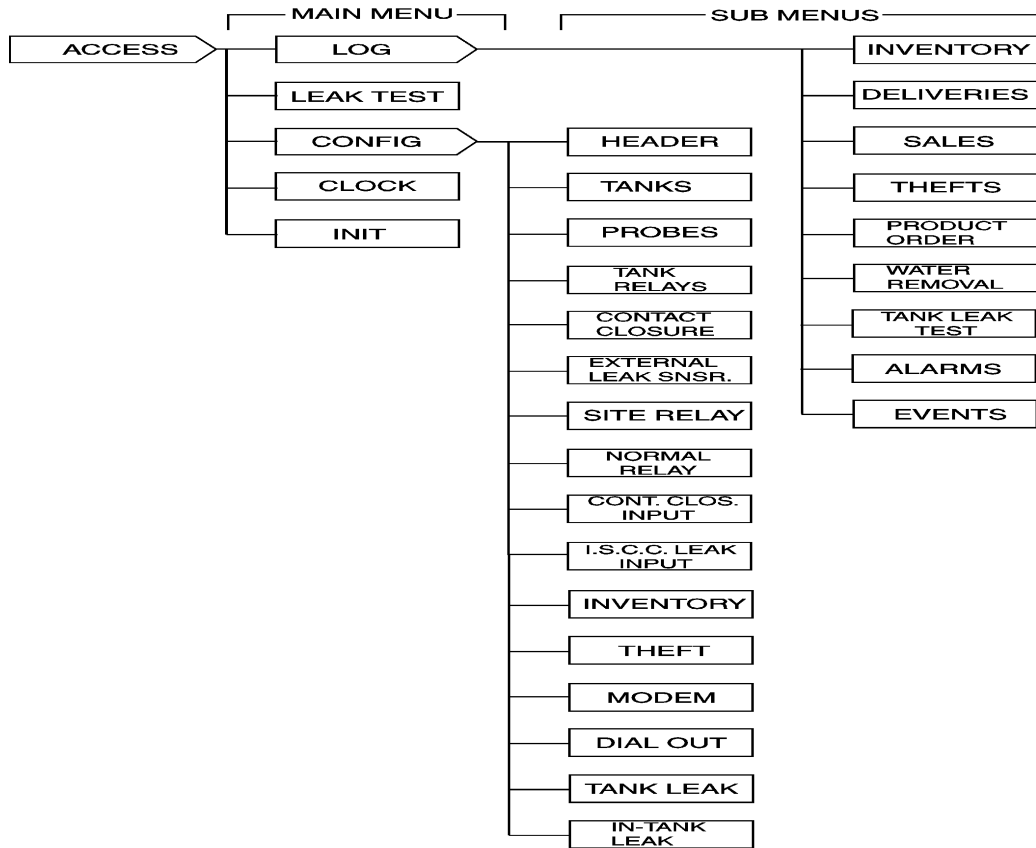 MAIN MENU
SUB MENUS
ACCESS
LOG
LEAK TEST
CONFIG
CLOCK
INIT
HEADER
TANKS
PROBES
TANK
RELAYS
CONTACT
CLOSURE
EXTERNAL
LEAK SNSR.
SITE RELAY
NORMAL
RELAY
CONT. CLOS.
INPUT
I.S.C.C. LEAK
INPUT
INVENTORY
THEFT
MODEM
DIAL OUT
TANK LEAK
IN-TANK
LEAK
INVENTORY
DELIVERIES
SALES
THEFTS
PRODUCT
ORDER
WATER
REMOVAL
TANK LEAK
TEST
ALARMS
EVENTS